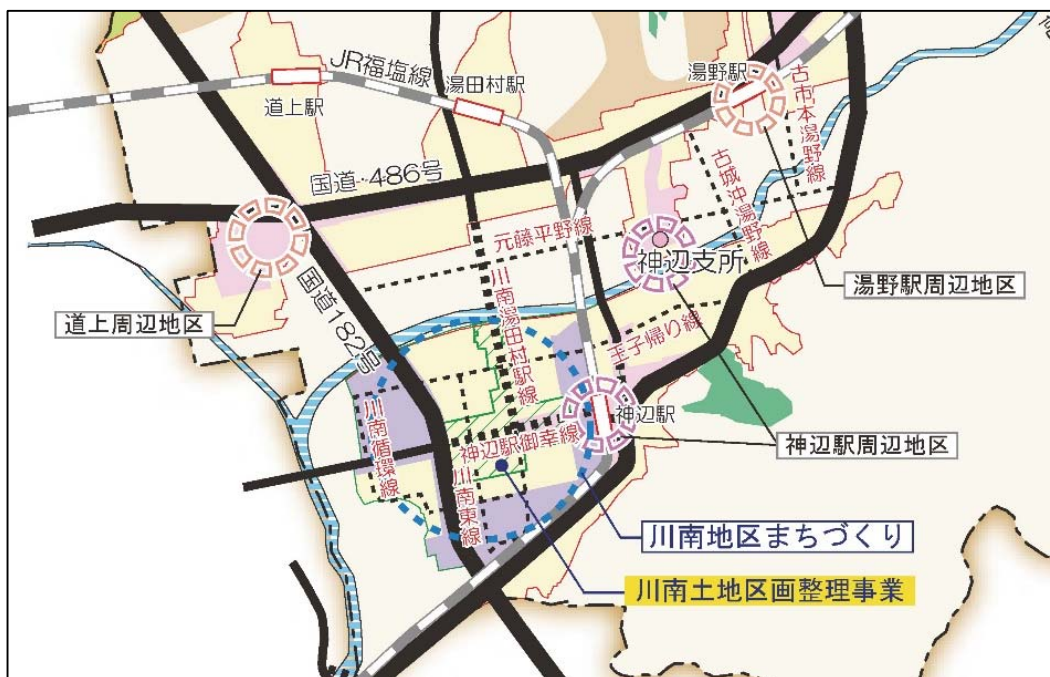 JR福塩線
道上駅
湯田村駅
湯野駅
古市本湯野線
古城沖湯野線
国道486号
元藤平野線
神辺支所
湯野駅周辺地区
道上周辺地区
国道182号
川南湯田村駅線
王子帰り線
神辺駅
神辺駅周辺地区
川南循環線
神辺駅御幸線
川南東線
川南地区まちづくり
川南土地区画整理事業